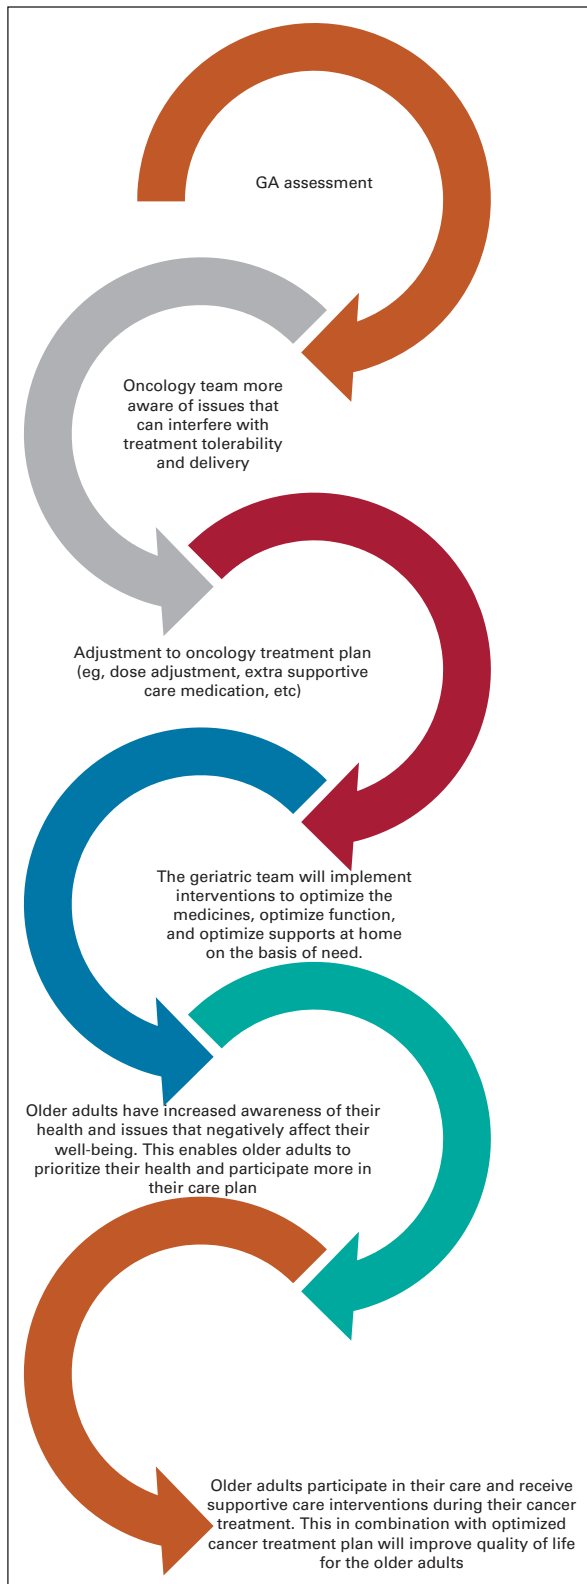 GA assessment
Oncology team more
aware of issues that
can interfere with
treatment tolerability
and delivery
Adjustment to oncology treatment plan
(eg, dose adjustment, extra supportive
care medication, etc)
The geriatric team will implement
interventions to optimize the
medicines, optimize function,
and optimize supports at home
on the basis of need.
Older adults have increased awareness of their
health and issues that negatively affect their
well-being. This enables older adults to
prioritize their health and participate more in
their care plan
Older adults participate in their care and receive
supportive care interventions during their cancer
treatment. This in combination with optimized
cancer treatment plan will improve quality of life
for the older adults